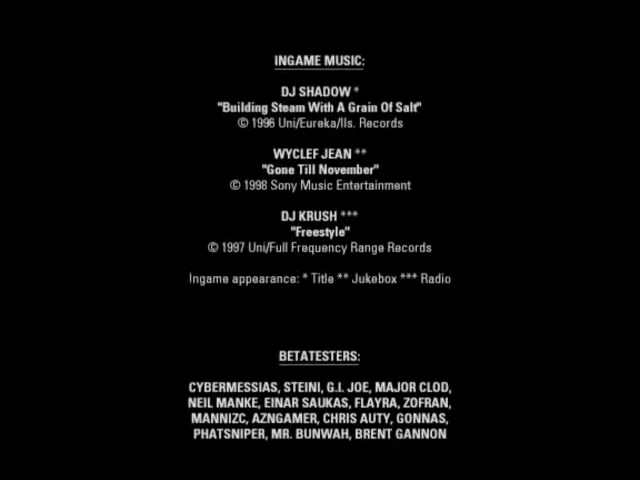 INGAME MUSIC:
DJ SHADOW *
"Building Steam With A Grain Of Salt"
© 1996 Uni/Eureka/Ils. Records
WYCLEF JEAN **
"Gone Till November"
© 1998 Sony Music Entertainment
DJ KRUSH ***
"Freestyle"
© 1997 Uni/Full Frequency Range Records
Ingame appearance: * Title ** Jukebox *** Radio
BETATESTERS:
CYBERMESSIAS, STEINI, G.I. JOE, MAJOR CLOD,
NEIL MANKE, EINAR SAUKAS, FLAYRA, ZOFRAN,
MANNIZC, AZNGAMER, CHRIS AUTY, GONNAS,
PHATSNIPER, MR. BUNWAH, BRENT GANNON